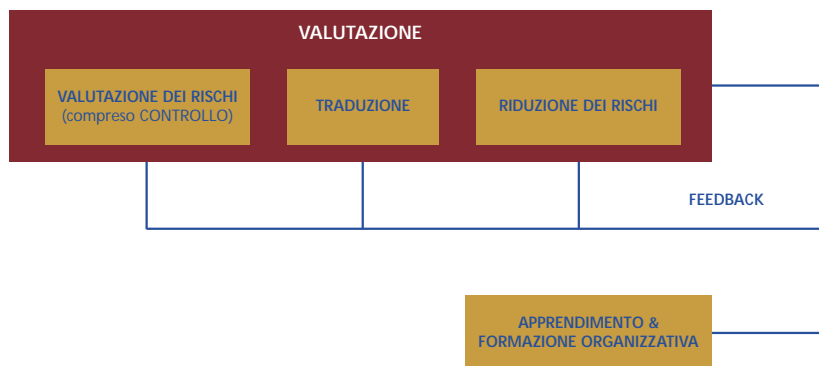 VALUTAZIONE
VALUTAZIONE DEI RISCHI
(compreso CONTROLLO)
TRADUZIONE
RIDUZIONE DEI RISCHI
FEEDBACK
APPRENDIMENTO &
FORMAZIONE ORGANIZZATIVA